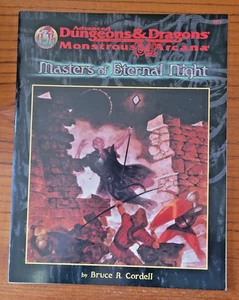 Advanced
Dungeons & Dragons
Monstrous Arcana
Masters of Eternal Night
by Bruce R. Cordell